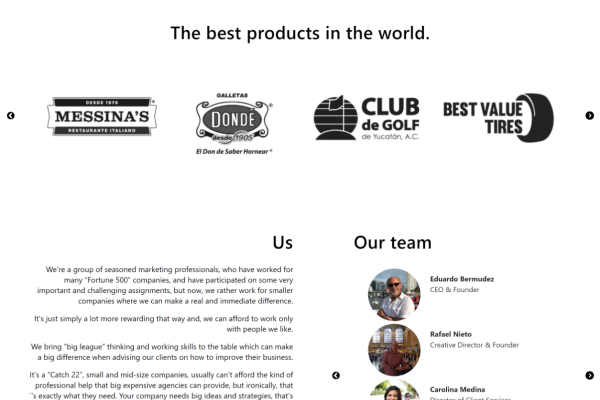 The best products in the world.
DESDE 1978
MESSINA'S
RESTAURANTE ITALIANO
GALLETAS
DONDÉ
desde 1905
El Don de Saber Hornear®
CLUB
de GOLF
de Yucatán, A.C.
BEST VALUE
TIRES
Us
We're a group of seasoned marketing professionals, who have worked for
many "Fortune 500" companies, and have participated on some very
important and challenging assignments, but now, we rather work for smaller
companies where we can make a real and immediate difference.
It's just simply a lot more rewarding that way and, we can afford to work only
with people we like.
We bring "big league" thinking and working skills to the table which can make
a big difference when advising our clients on how to improve their business.
It's a "Catch 22", small and mid-size companies, usually can't afford the kind of
professional help that big expensive agencies can provide, but ironically, that
´s exactly what they need. Your company needs big ideas and strategies, that's
Our team
Eduardo Bermudez
CEO & Founder
Rafael Nieto
Creative Director & Founder
Carolina Medina
Director of Client Services